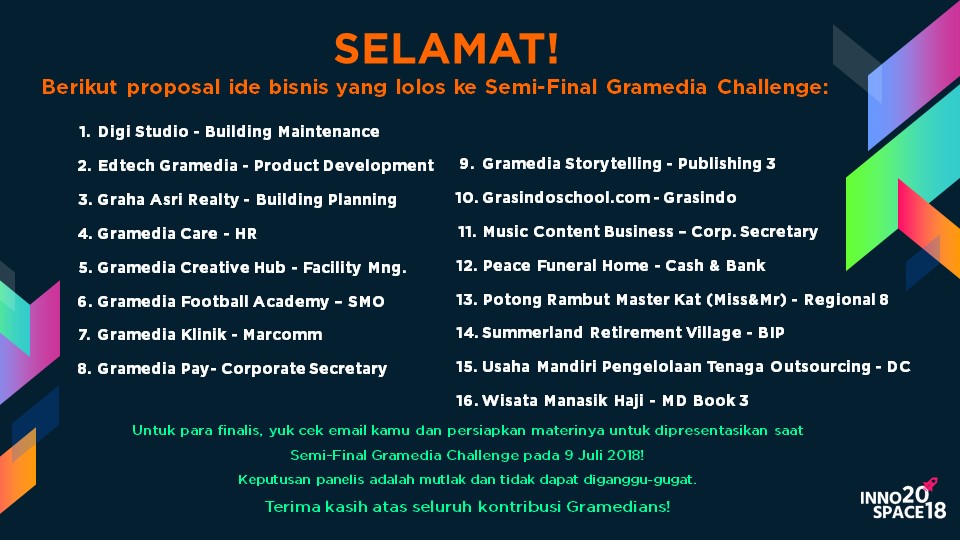 SELAMAT!
Berikut proposal ide bisnis yang lolos ke Semi-Final Gramedia Challenge:
1. Digi Studio - Building Maintenance
2. Edtech Gramedia - Product Development
3. Graha Asri Realty - Building Planning
4. Gramedia Care - HR
5. Gramedia Creative Hub - Facility Mng.
6. Gramedia Football Academy – SMO
7. Gramedia Klinik - Marcomm
8. Gramedia Pay- Corporate Secretary
9. Gramedia Storytelling - Publishing 3
10. Grasindoschool.com - Grasindo
11. Music Content Business – Corp. Secretary
12. Peace Funeral Home - Cash & Bank
13. Potong Rambut Master Kat (Miss&Mr) - Regional 8
14. Summerland Retirement Village - BIP
15. Usaha Mandiri Pengelolaan Tenaga Outsourcing - DC
16. Wisata Manasik Haji - MD Book 3
Untuk para finalis, yuk cek email kamu dan persiapkan materinya untuk dipresentasikan saat
Semi-Final Gramedia Challenge pada 9 Juli 2018!
Keputusan panelis adalah mutlak dan tidak dapat diganggu-gugat.
Terima kasih atas seluruh kontribusi Gramedians!
INNO20
SPACE18